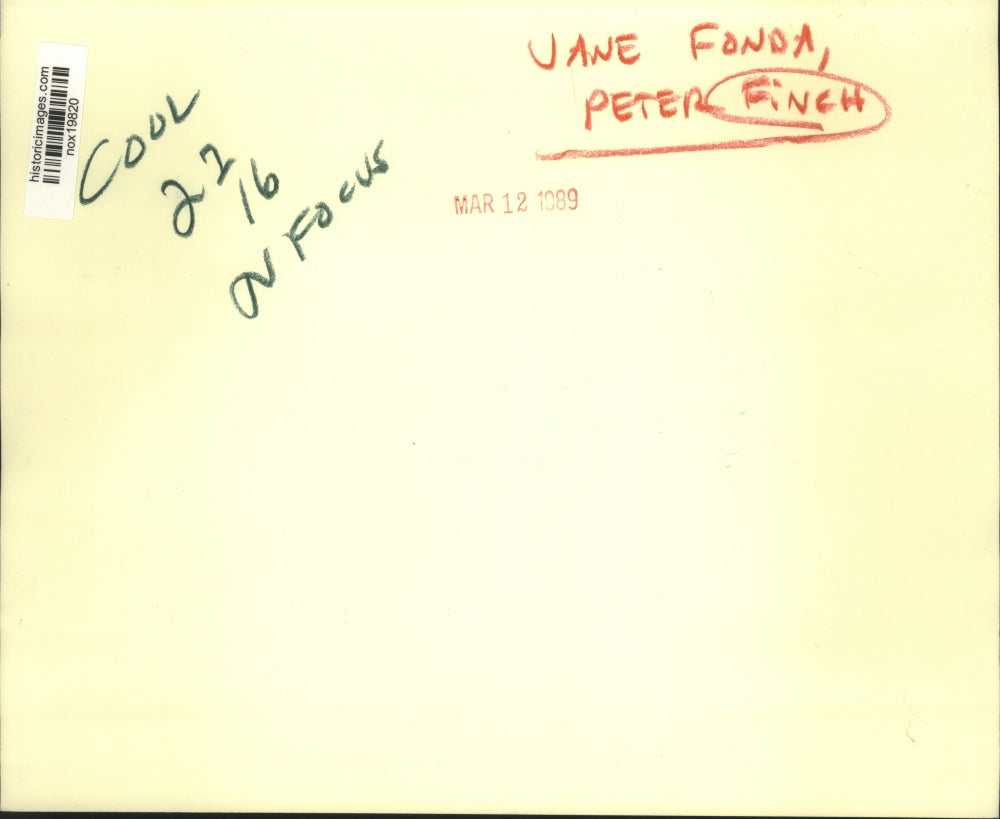 historicimages.com
nox19820
COOL
22
16
ON FOCUS
JANE FONDA,
PETER FINCH
MAR 12 1989